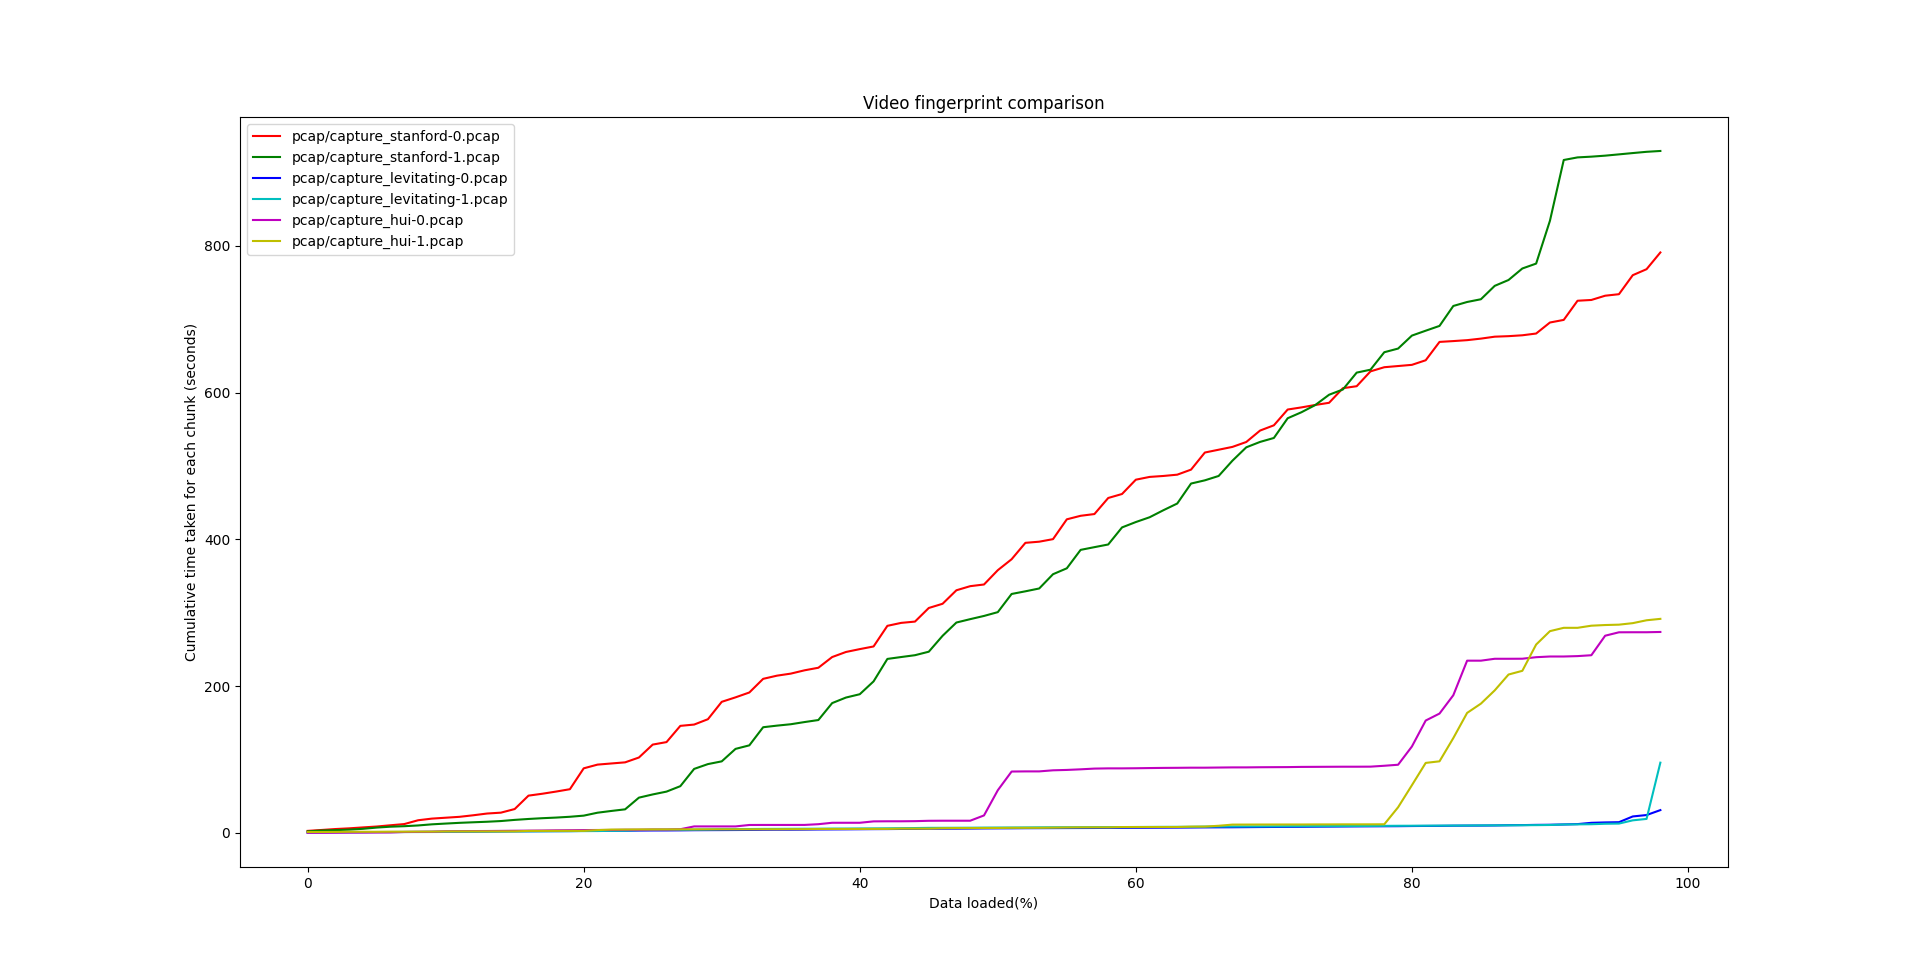 Video fingerprint comparison
pcap/capture_stanford-0.pcap
pcap/capture_stanford-1.pcap
pcap/capture_levitating-0.pcap
pcap/capture_levitating-1.pcap
pcap/capture_hui-0.pcap
pcap/capture_hui-1.pcap
Cumulative time taken for each chunk (seconds)
800
600
400
200
0
0 20 40 60 80 100
Data loaded(%)